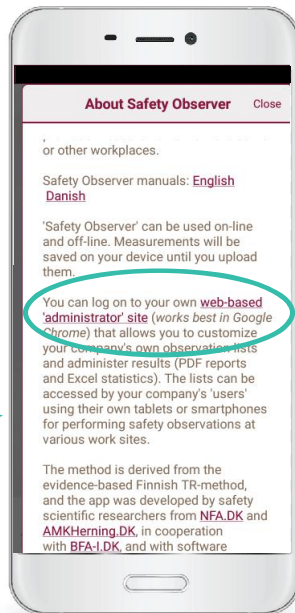 About Safety Observer Close
or other workplaces.
Safety Observer manuals: English
Danish
'Safety Observer' can be used on-line
and off-line. Measurements will be
saved on your device until you upload
them.
You can log on to your own web-based
'administrator' site (works best in Google
Chrome) that allows you to customize
your company's own observation lists
and administer results (PDF reports
and Excel statistics). The lists can be
accessed by your company's 'users'
using their own tablets or smartphones
for performing safety observations at
various work sites.
The method is derived from the
evidence-based Finnish TR-method,
and the app was developed by safety
scientific researchers from NFA.DK and
AMKHerning.DK, in cooperation
with BFA-I.DK, and with software